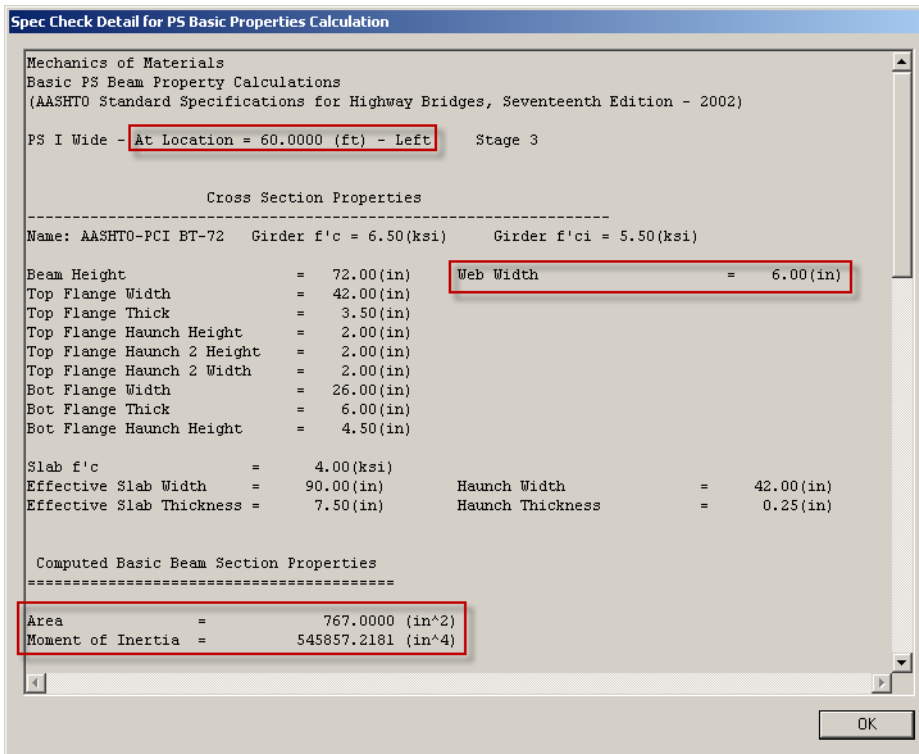 Spec Check Detail for PS Basic Properties Calculation
Mechanics of Materials
Basic PS Beam Property Calculations
(AASHTO Standard Specifications for Highway Bridges, Seventeenth Edition - 2002)
PS I Wide - At Location = 60.0000 (ft) - Left Stage 3
Cross Section Properties
-----------------------------------------------------------------
Name: AASHTO-PCI BT-72 Girder f'c = 6.50(ksi) Girder f'ci = 5.50(ksi)
Beam Height = 72.00(in) Web Width = 6.00(in)
Top Flange Width = 42.00(in)
Top Flange Thick = 3.50(in)
Top Flange Haunch Height = 2.00(in)
Top Flange Haunch 2 Height = 2.00(in)
Top Flange Haunch 2 Width = 2.00(in)
Bot Flange Width = 26.00(in)
Bot Flange Thick = 6.00(in)
Bot Flange Haunch Height = 4.50(in)
Slab f'c = 4.00(ksi)
Effective Slab Width = 90.00(in) Haunch Width = 42.00(in)
Effective Slab Thickness = 7.50(in) Haunch Thickness = 0.25(in)
Computed Basic Beam Section Properties
=========================================
Area = 767.0000 (in^2)
Moment of Inertia = 545857.2181 (in^4)
OK